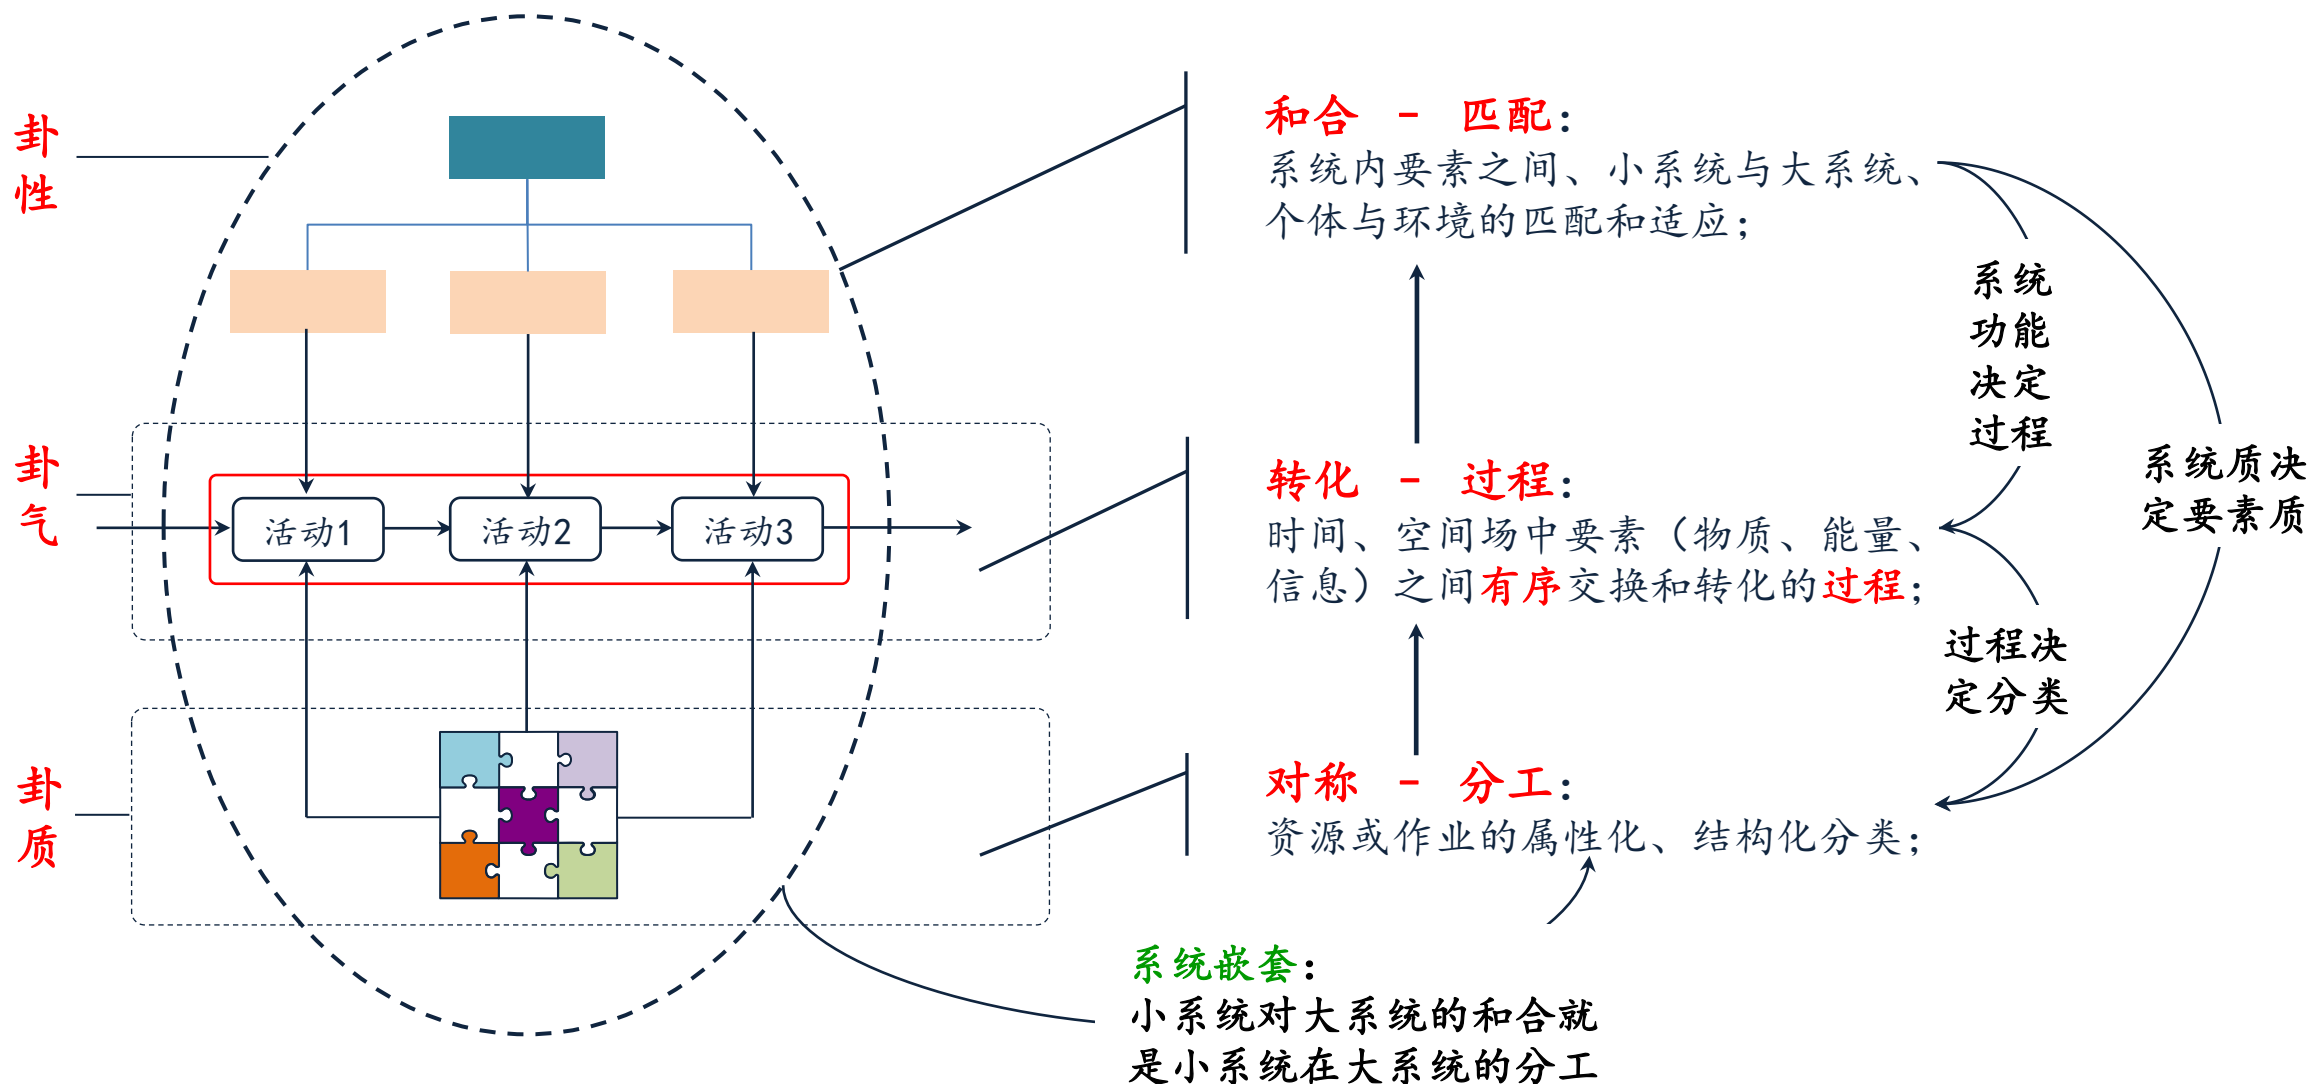 卦
性
和合 - 匹配：
系统内要素之间、小系统与大系统、
个体与环境的匹配和适应；
系统
功能
决定
过程
卦
气
活动1
活动2
活动3
转化 - 过程：
时间、空间场中要素（物质、能量、
信息）之间有序交换和转化的过程；
系统质决
定要素质
过程决
定分类
卦
质
对称 - 分工：
资源或作业的属性化、结构化分类；
系统嵌套：
小系统对大系统的和合就
是小系统在大系统的分工